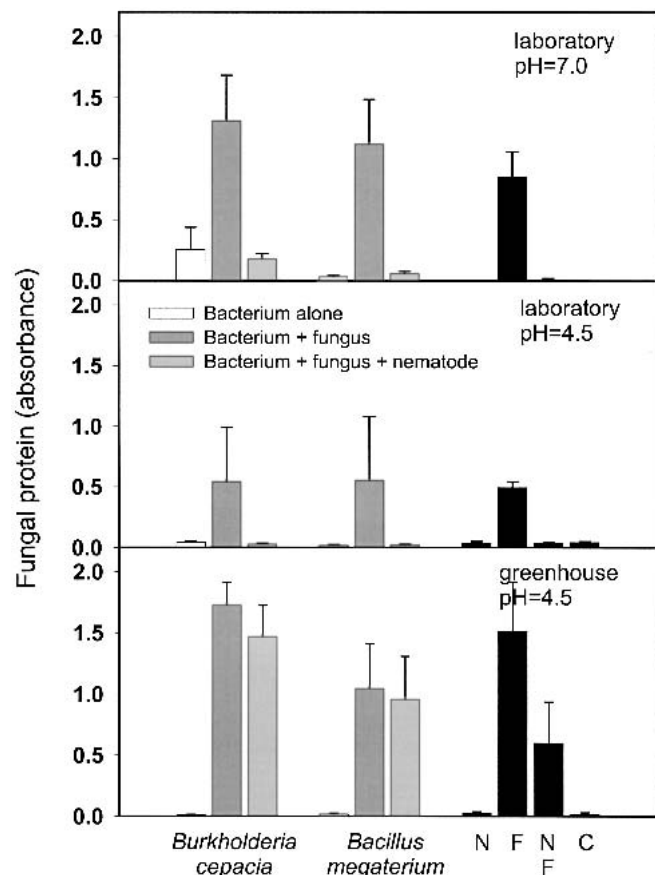 Fungal protein (absorbance)
2.0
1.5
1.0
0.5
0.0
laboratory
pH=7.0
2.0
1.5
1.0
0.5
0.0
laboratory
pH=4.5
Bacterium alone
Bacterium + fungus
Bacterium + fungus + nematode
2.0
1.5
1.0
0.5
0.0
greenhouse
pH=4.5
Burkholderia
cepacia
Bacillus
megaterium
N F N C
F